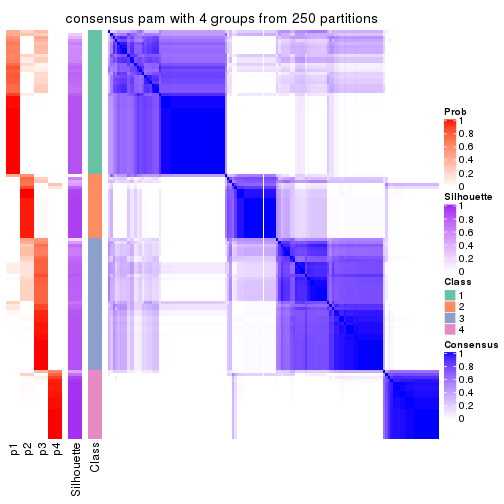 consensus pam with 4 groups from 250 partitions
Prob
1
0.8
0.6
0.4
0.2
0
Silhouette
1
0.8
0.6
0.4
0.2
0
Class
1
2
3
4
Consensus
1
0.8
0.6
0.4
0.2
0
p1
p2
p3
p4
Silhouette
Class